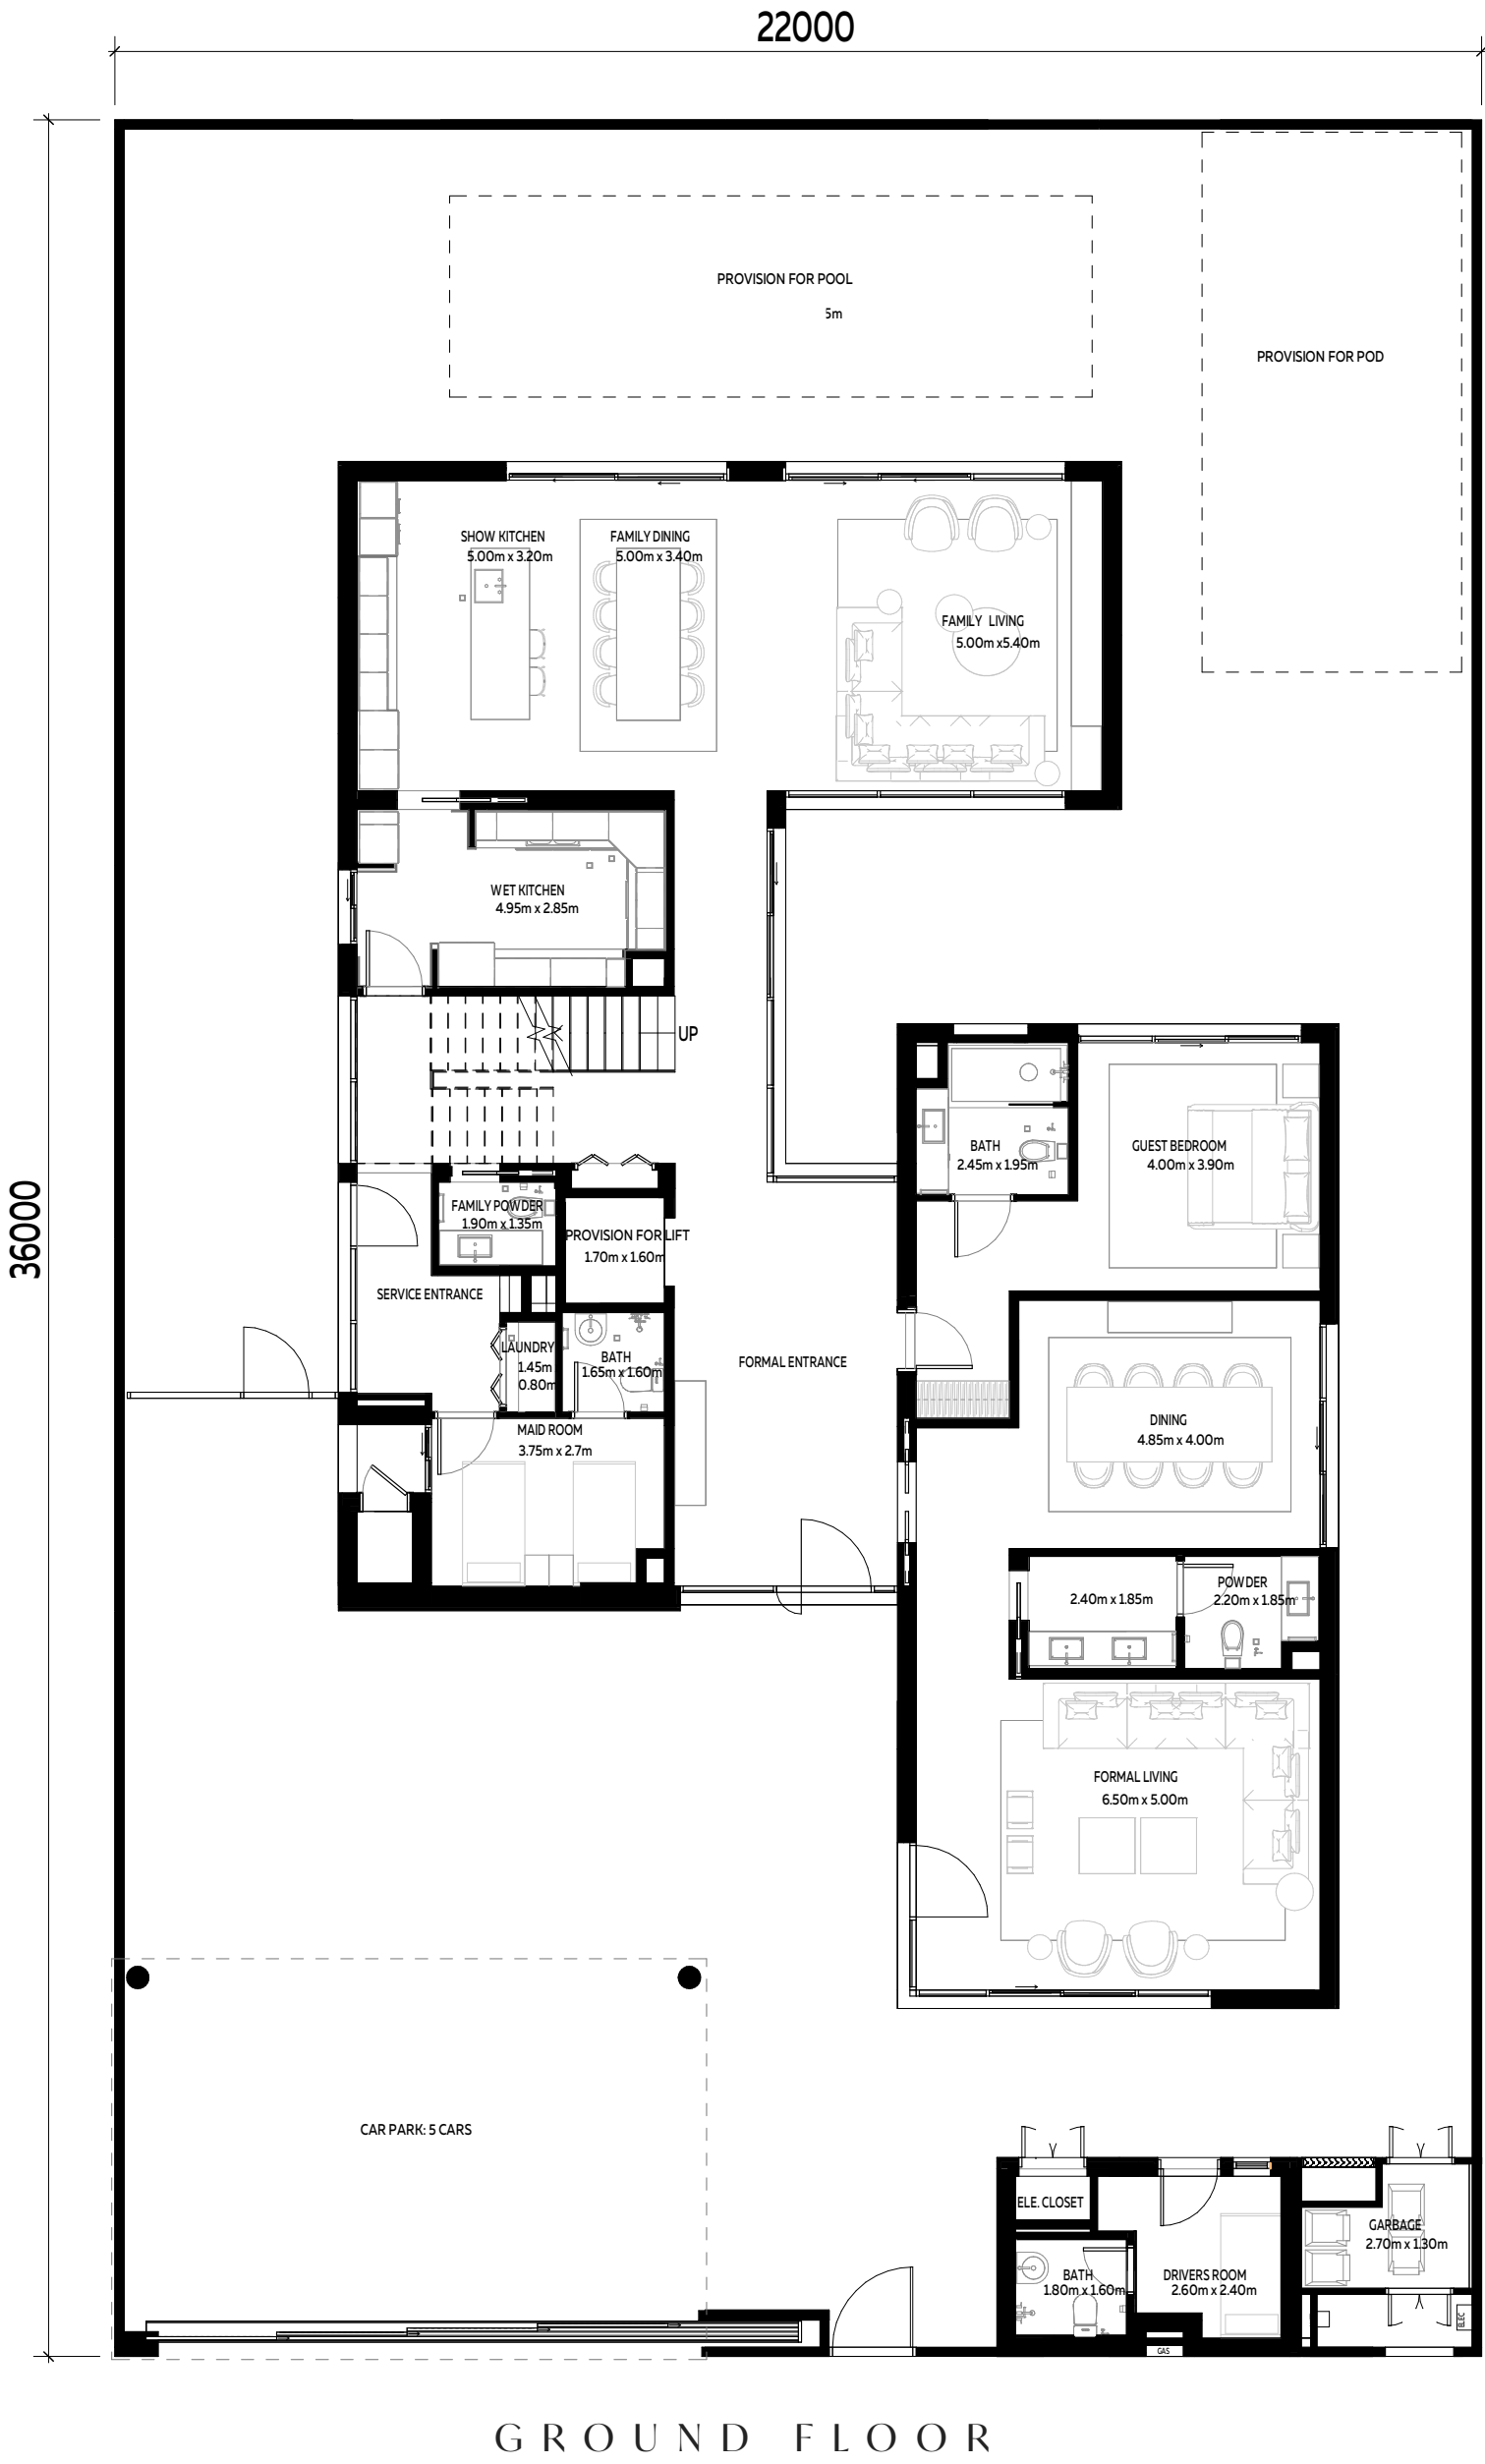 22000
36000
PROVISION FOR POOL
5m
PROVISION FOR POD
SHOW KITCHEN
5.00m x 3.20m
FAMILY DINING
5.00m x 3.40m
FAMILY LIVING
5.00m x5.40m
WET KITCHEN
4.95m x 2.85m
UP
BATH
2.45m x 1.95m
GUEST BEDROOM
4.00m x 3.90m
FAMILY POWDER
1.90m x 1.35m
PROVISION FOR LIFT
1.70m x 1.60m
SERVICE ENTRANCE
LAUNDRY
1.45m
0.80m
BATH
1.65m x 1.60m
FORMAL ENTRANCE
MAID ROOM
3.75m x 2.7m
DINING
4.85m x 4.00m
2.40m x 1.85m
POWDER
2.20m x 1.85m
FORMAL LIVING
6.50m x 5.00m
CAR PARK: 5 CARS
ELE. CLOSET
GARBAGE
2.70m x 1.30m
BATH
1.80m x 1.60m
DRIVERS ROOM
2.60m x 2.40m
ELEC
GAS
GROUND FLOOR